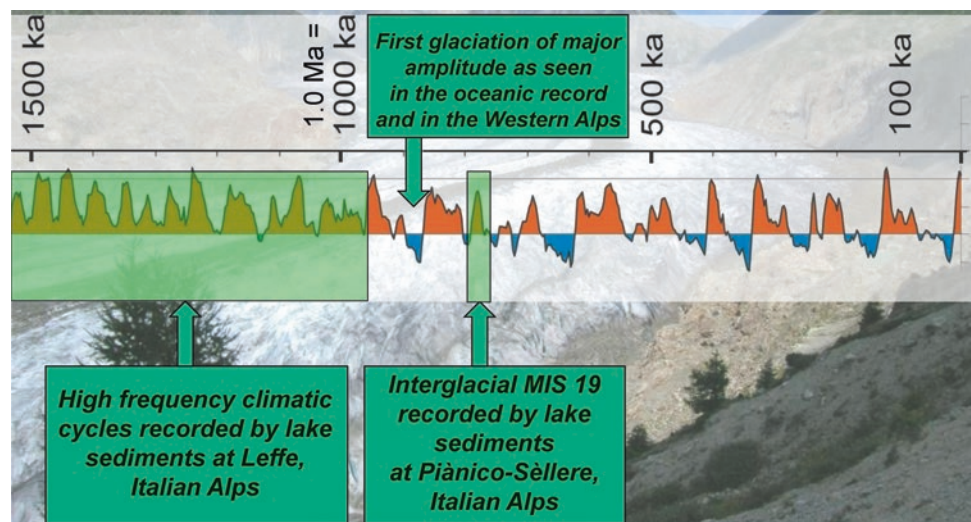 1500 ka
1.0 Ma =
1000 ka
500 ka
100 ka
First glaciation of major
amplitude as seen
in the oceanic record
and in the Western Alps
High frequency climatic
cycles recorded by lake
sediments at Leffe,
Italian Alps
Interglacial MIS 19
recorded by lake
sediments
at Piànico-Sèllere,
Italian Alps